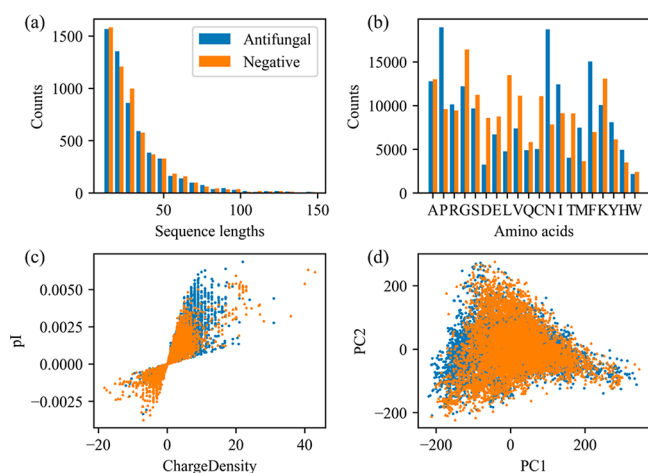 (a)
Counts
1500
1000
500
0
50
100
150
Sequence lengths
Antifungal
Negative
(b)
Counts
15000
10000
5000
0
A P R G S D E L V Q C N I T M F K Y H W
Amino acids
(c)
pI
0.0050
0.0025
0.0000
−0.0025
−20
0
20
40
ChargeDensity
(d)
PC2
200
0
−200
−200
0
200
PC1